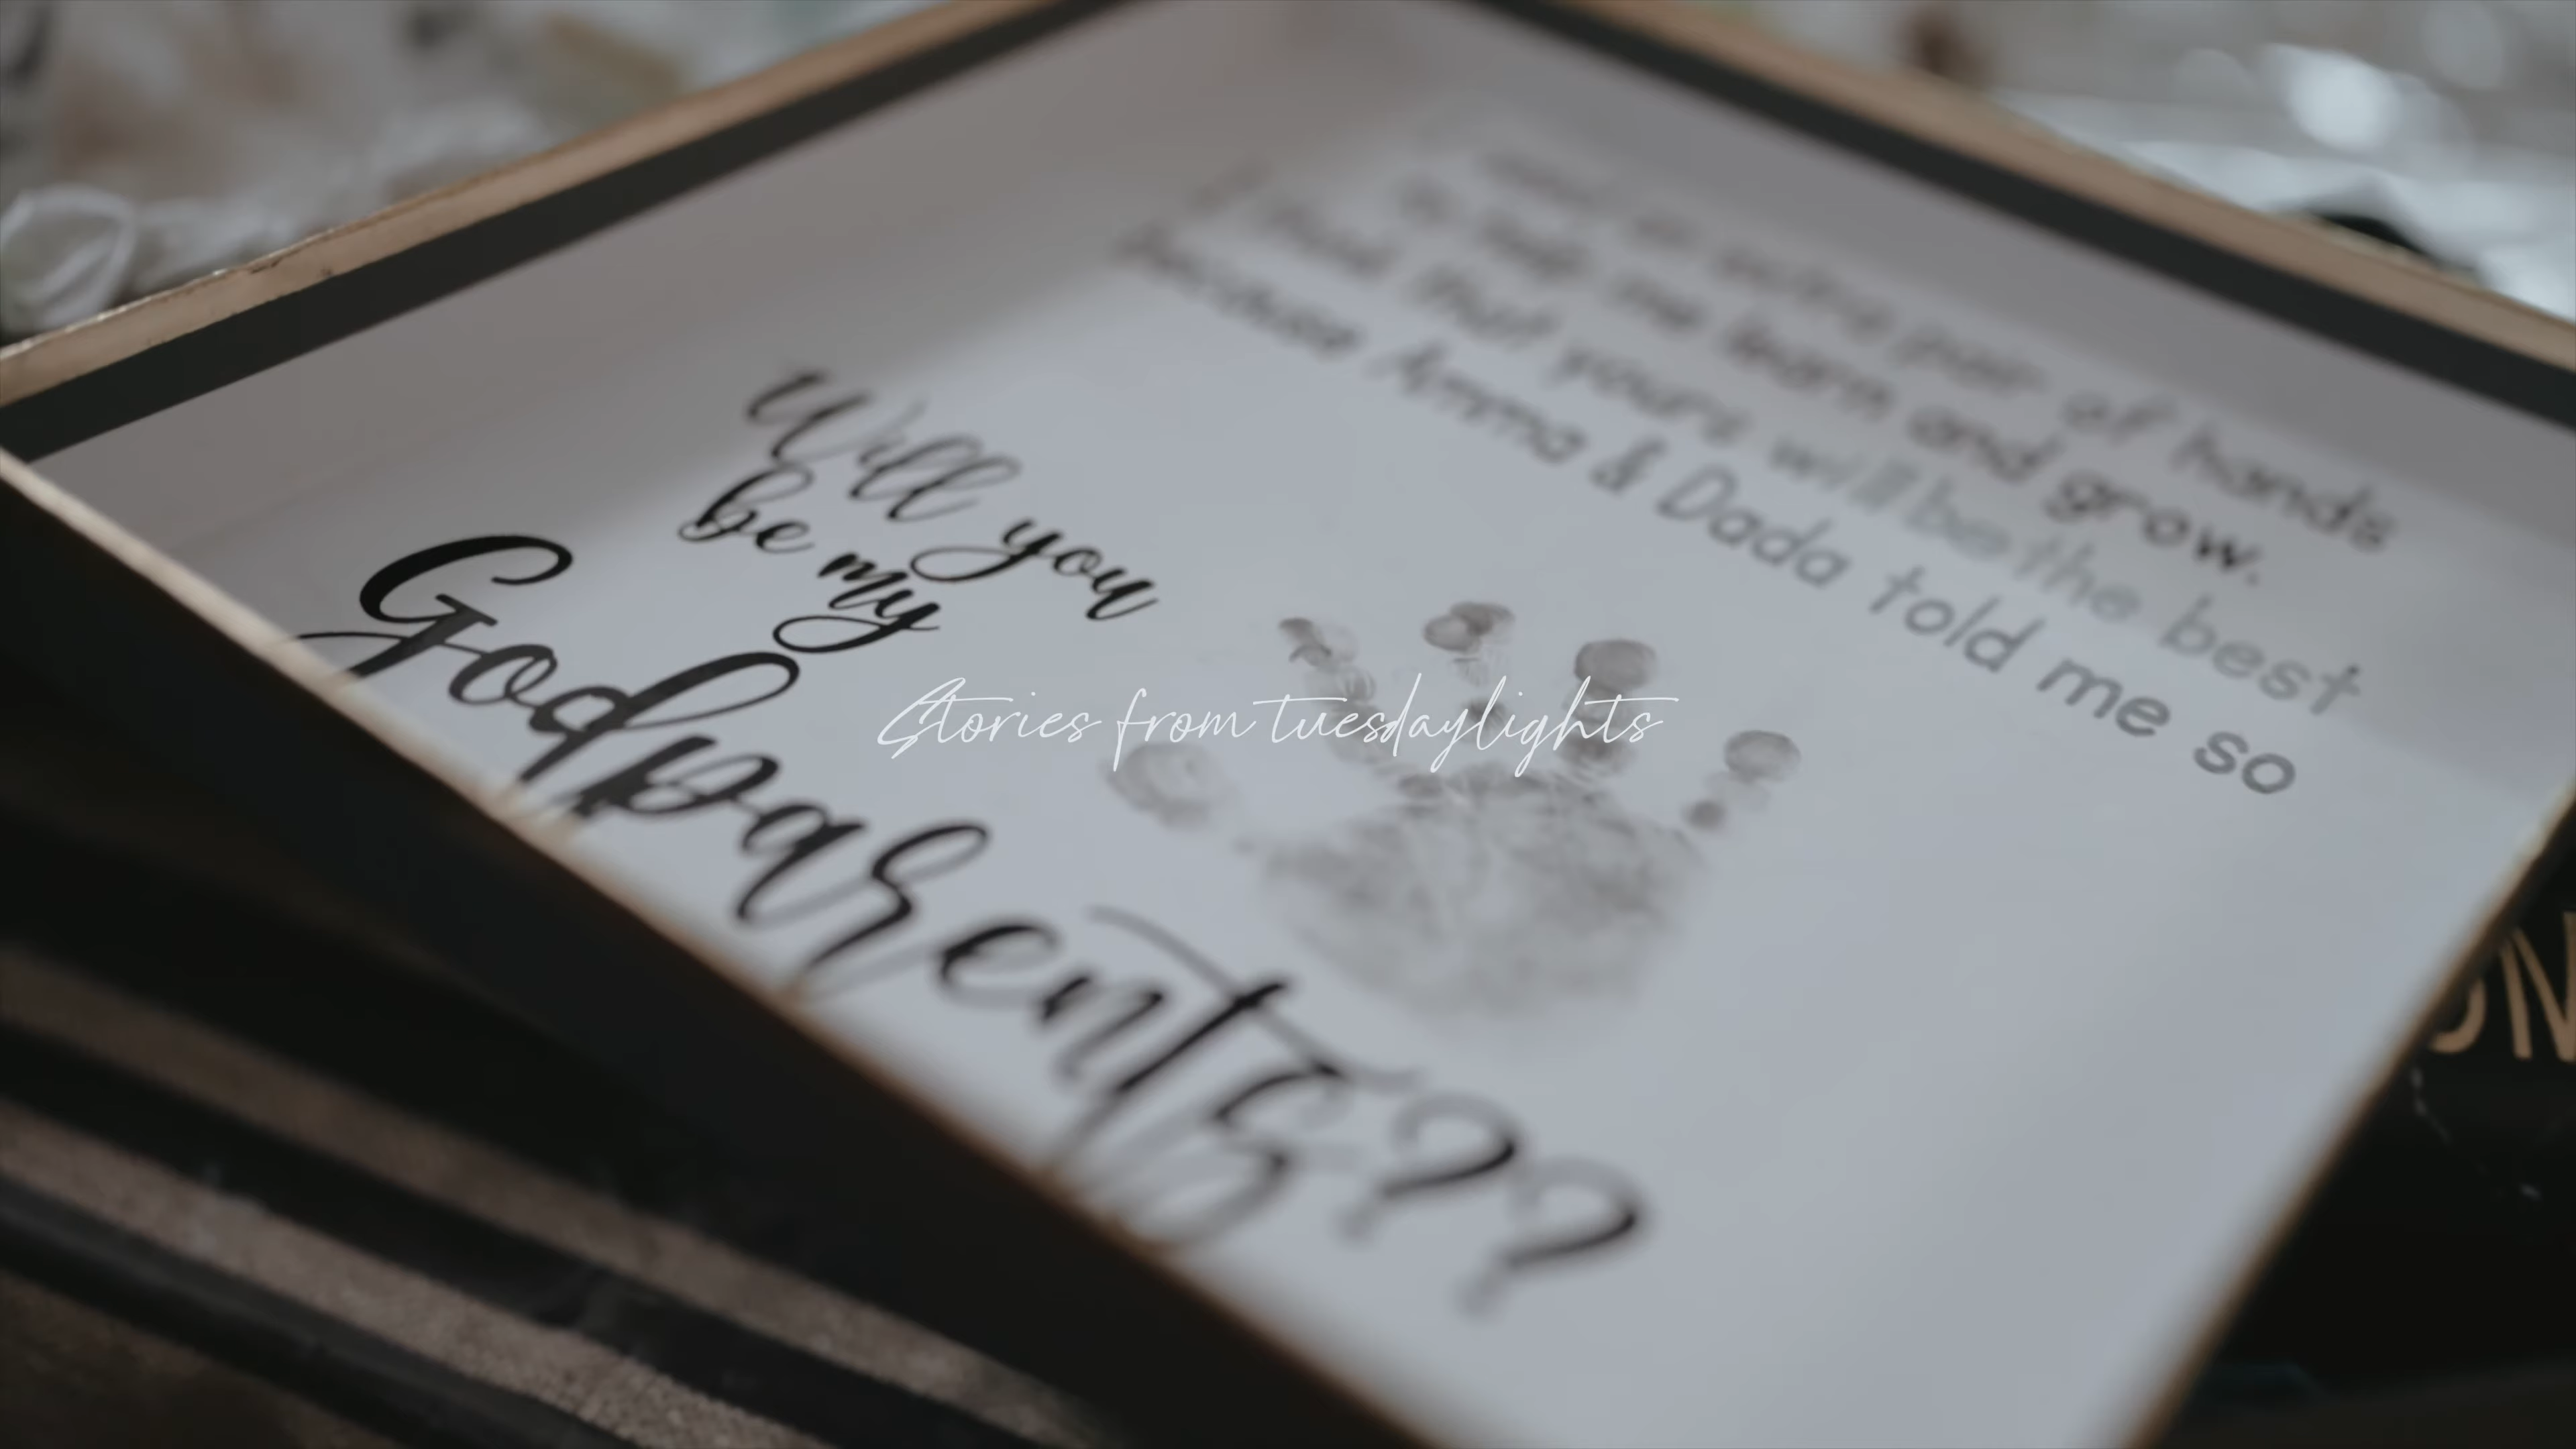 extra pair of hands
to help me learn and grow.
I think that yours will be the best
because Amma & Dada told me so
Will you
be my
Godparents??
Stories from tuesdaylights
ON